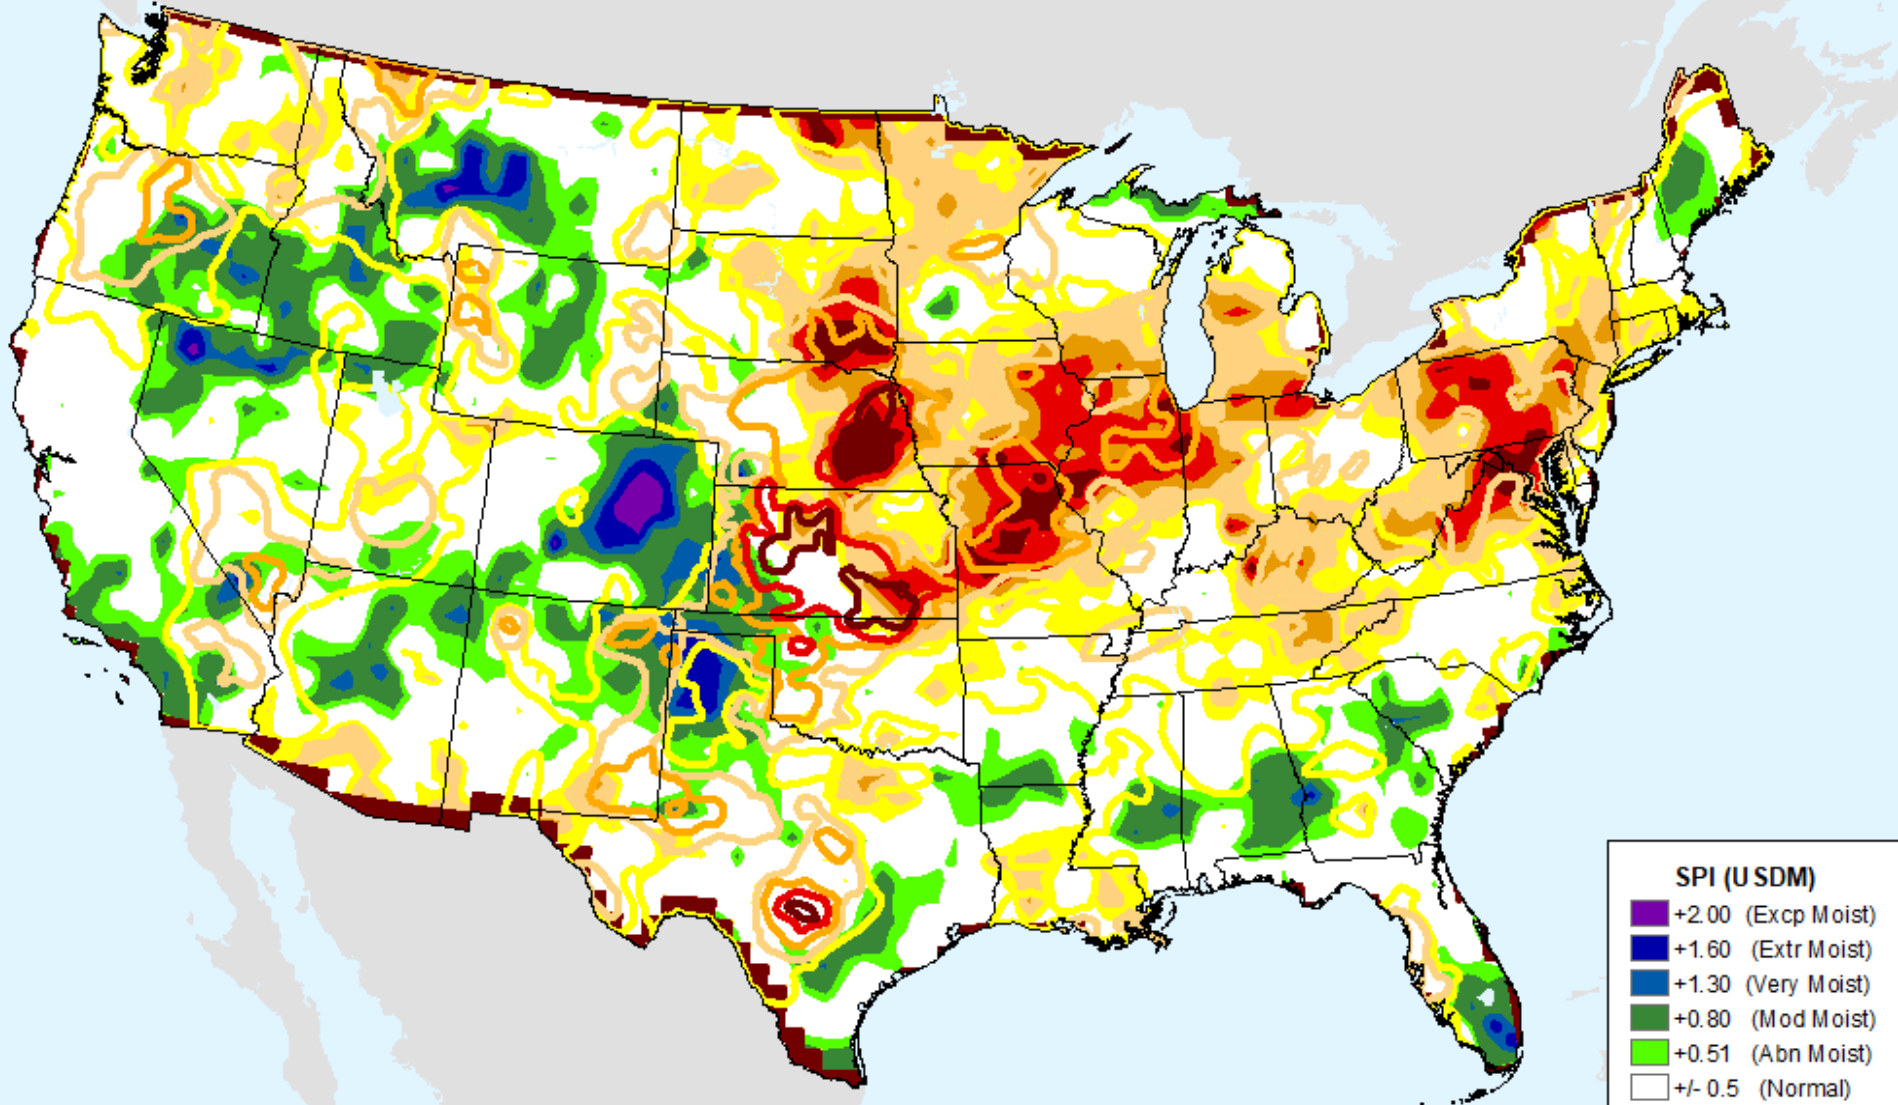 SPI (USDM)
+2.00 (Excp Moist)
+1.60 (Extr Moist)
+1.30 (Very Moist)
+0.80 (Mod Moist)
+0.51 (Abn Moist)
+/- 0.5 (Normal)